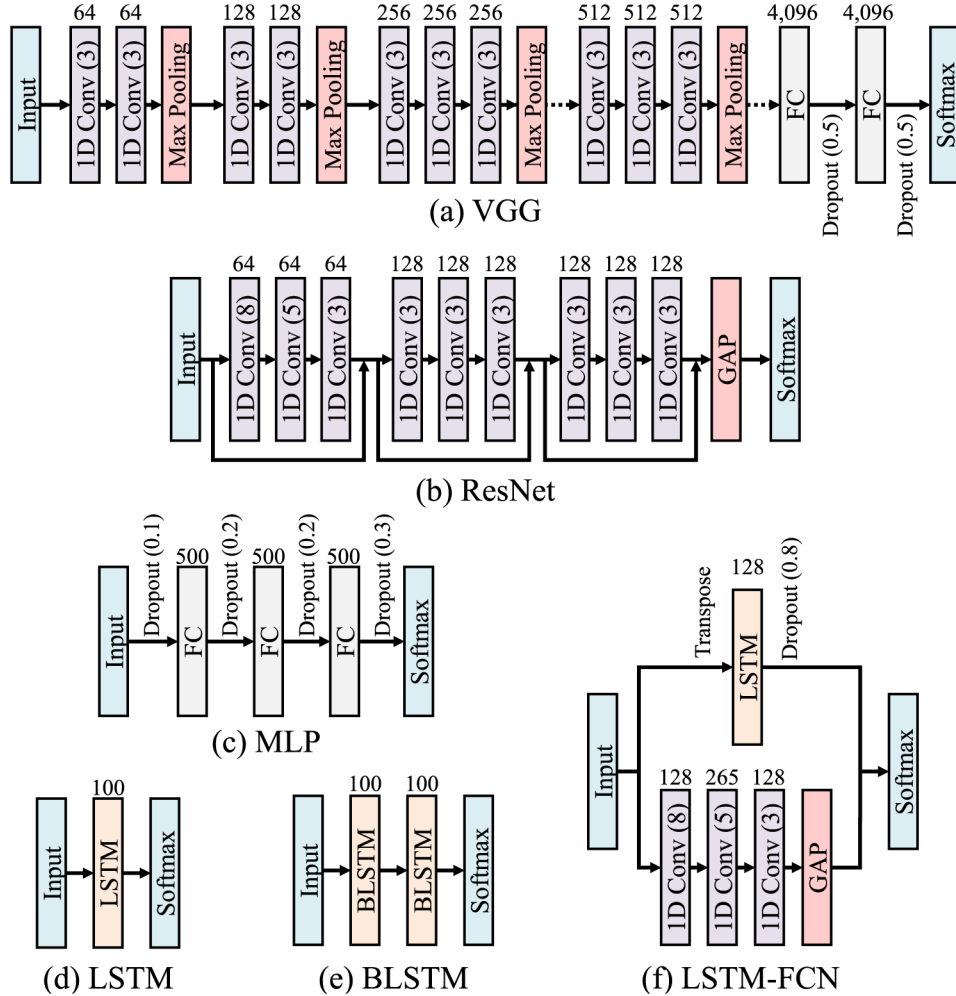 64 64 128 128 256 256 256 512 512 512 4,096 4,096
Input
1D Conv (3)
1D Conv (3)
Max Pooling
1D Conv (3)
1D Conv (3)
Max Pooling
1D Conv (3)
1D Conv (3)
1D Conv (3)
Max Pooling
1D Conv (3)
1D Conv (3)
1D Conv (3)
Max Pooling
FC
Dropout (0.5)
FC
Dropout (0.5)
Softmax
(a) VGG
64 64 64 128 128 128 128 128 128
Input
1D Conv (8)
1D Conv (5)
1D Conv (3)
1D Conv (3)
1D Conv (3)
1D Conv (3)
1D Conv (3)
1D Conv (3)
1D Conv (3)
GAP
Softmax
(b) ResNet
Input
Dropout (0.1)
500
FC
Dropout (0.2)
500
FC
Dropout (0.2)
500
FC
Dropout (0.3)
Softmax
(c) MLP
Input
100
LSTM
Softmax
(d) LSTM
Input
100
BLSTM
100
BLSTM
Softmax
(e) BLSTM
Input
Transpose
128
LSTM
Dropout (0.8)
128 265 128
1D Conv (8)
1D Conv (5)
1D Conv (3)
GAP
Softmax
(f) LSTM-FCN